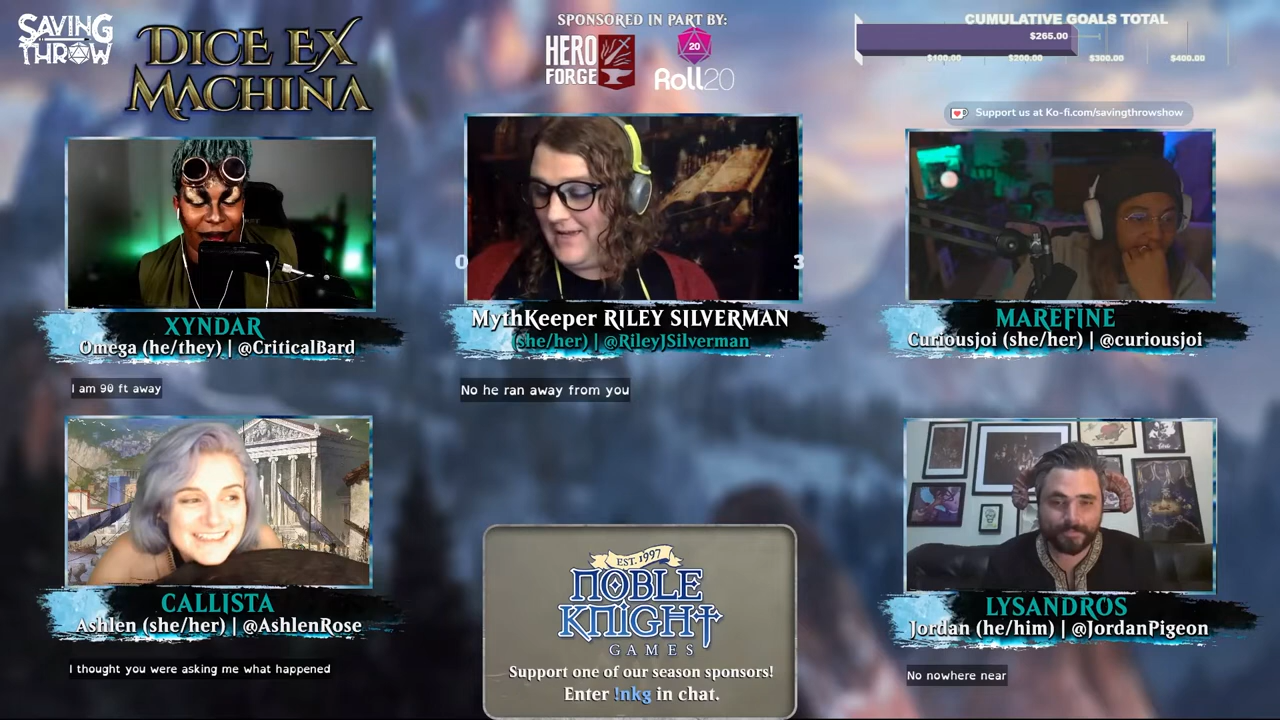 SAVING
THROW
DICE EX
MACHINA
SPONSORED IN PART BY:
HERO
FORGE
20
Roll20
CUMULATIVE GOALS TOTAL
$265.00
$100.00 $200.00 $300.00 $400.00
Support us at Ko-fi.com/savingthrowshow
0
3
XYNDAR
Omega (he/they) | @CriticalBard
MythKeeper RILEY SILVERMAN
(she/her) | @RileyJSilverman
MAREFINE
Curiousjoi (she/her) | @curiousjoi
I am 90 ft away
No he ran away from you
CALLISTA
Ashlen (she/her) | @AshlenRose
I thought you were asking me what happened
EST. 1997
NOBLE
KNIGHT
GAMES
Support one of our season sponsors!
Enter !nkg in chat.
LYSANDROS
Jordan (he/him) | @JordanPigeon
No nowhere near